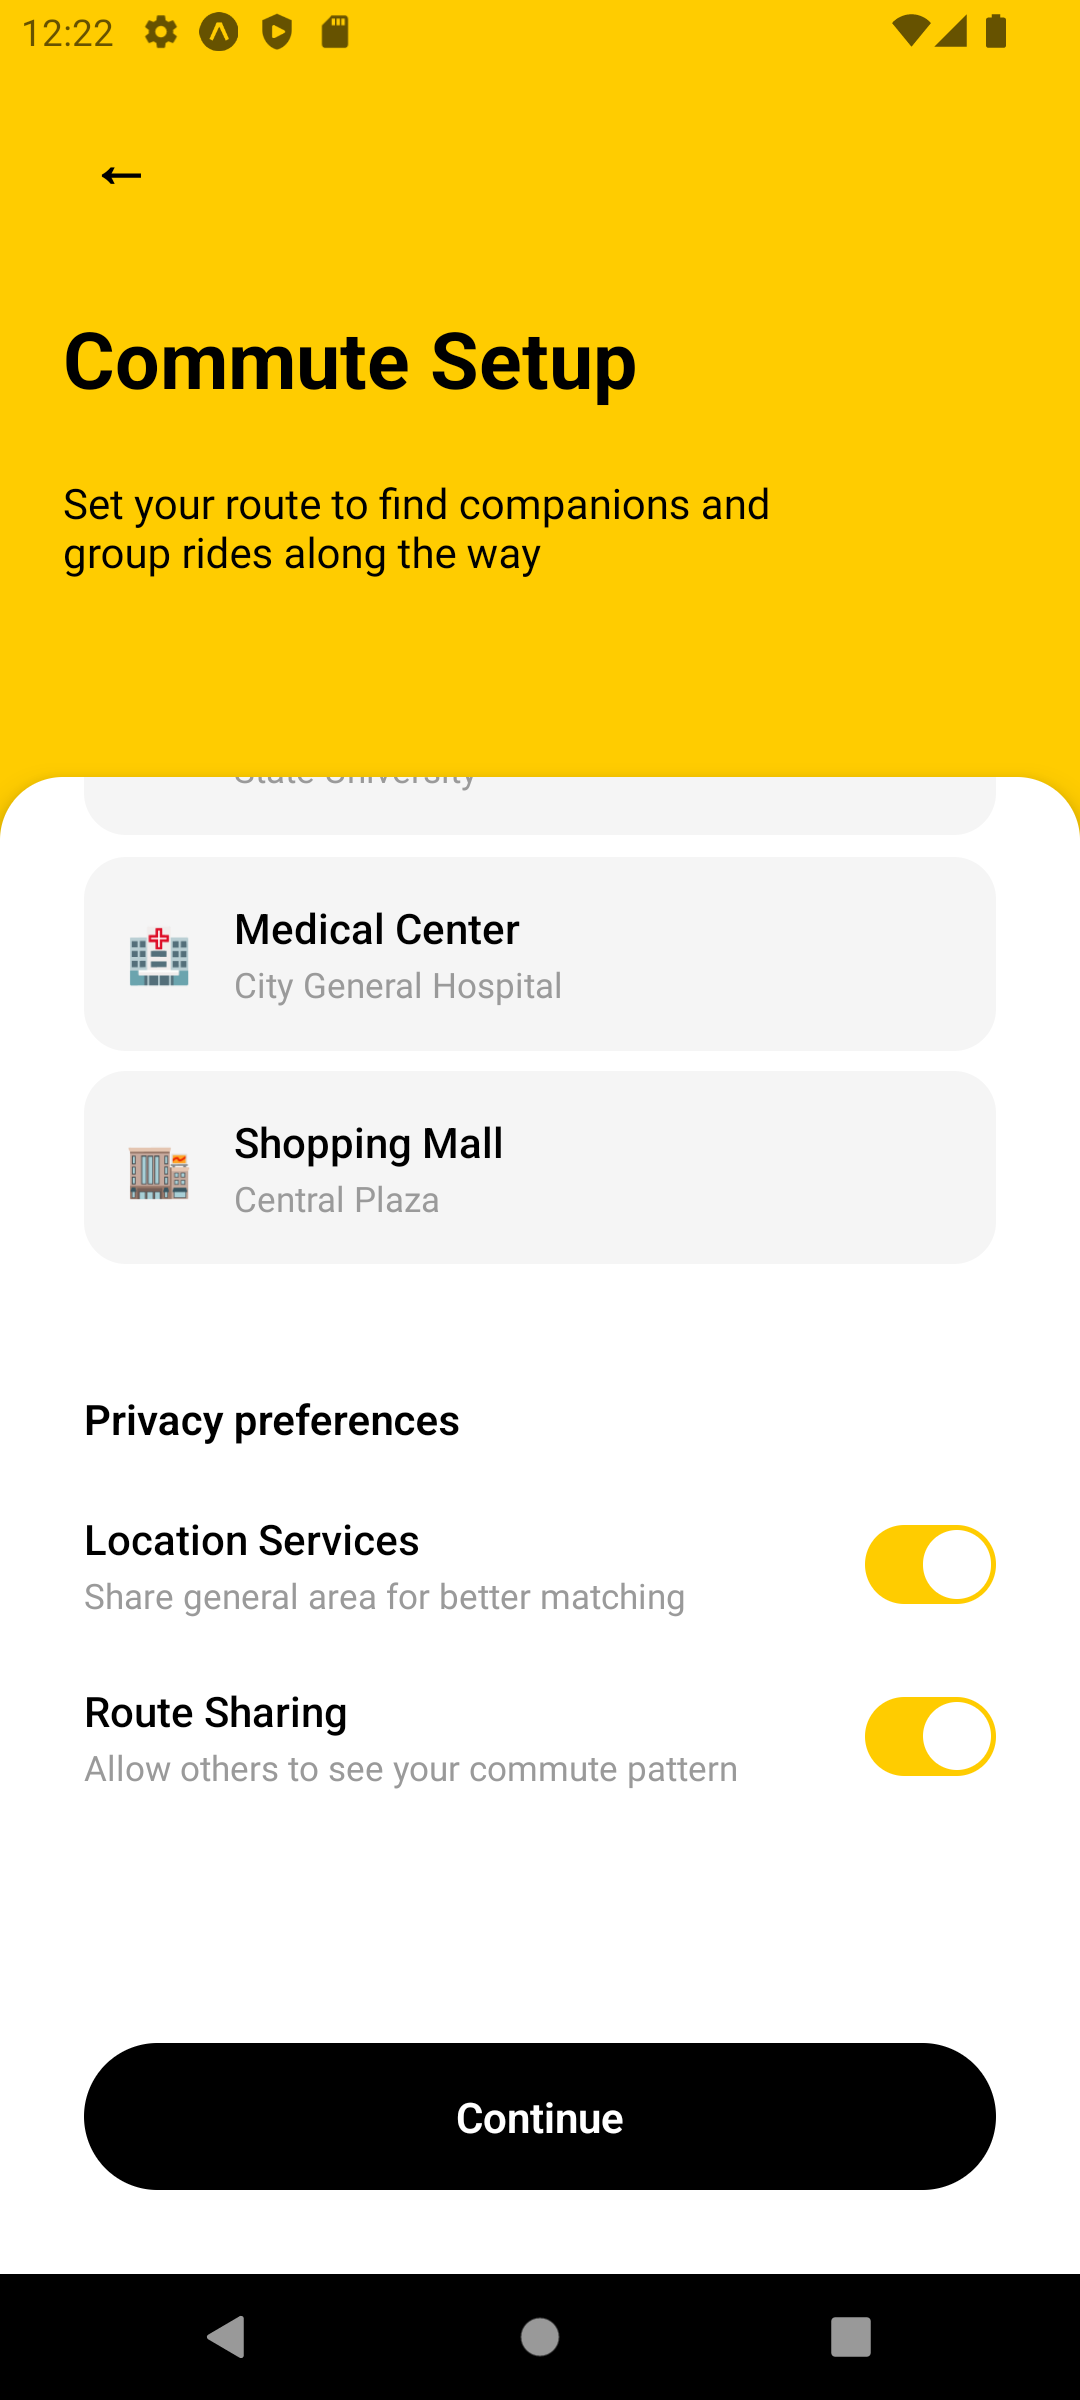 12:22
←
Commute Setup
Set your route to find companions and
group rides along the way
State University
Medical Center
City General Hospital
Shopping Mall
Central Plaza
Privacy preferences
Location Services
Share general area for better matching
Route Sharing
Allow others to see your commute pattern
Continue